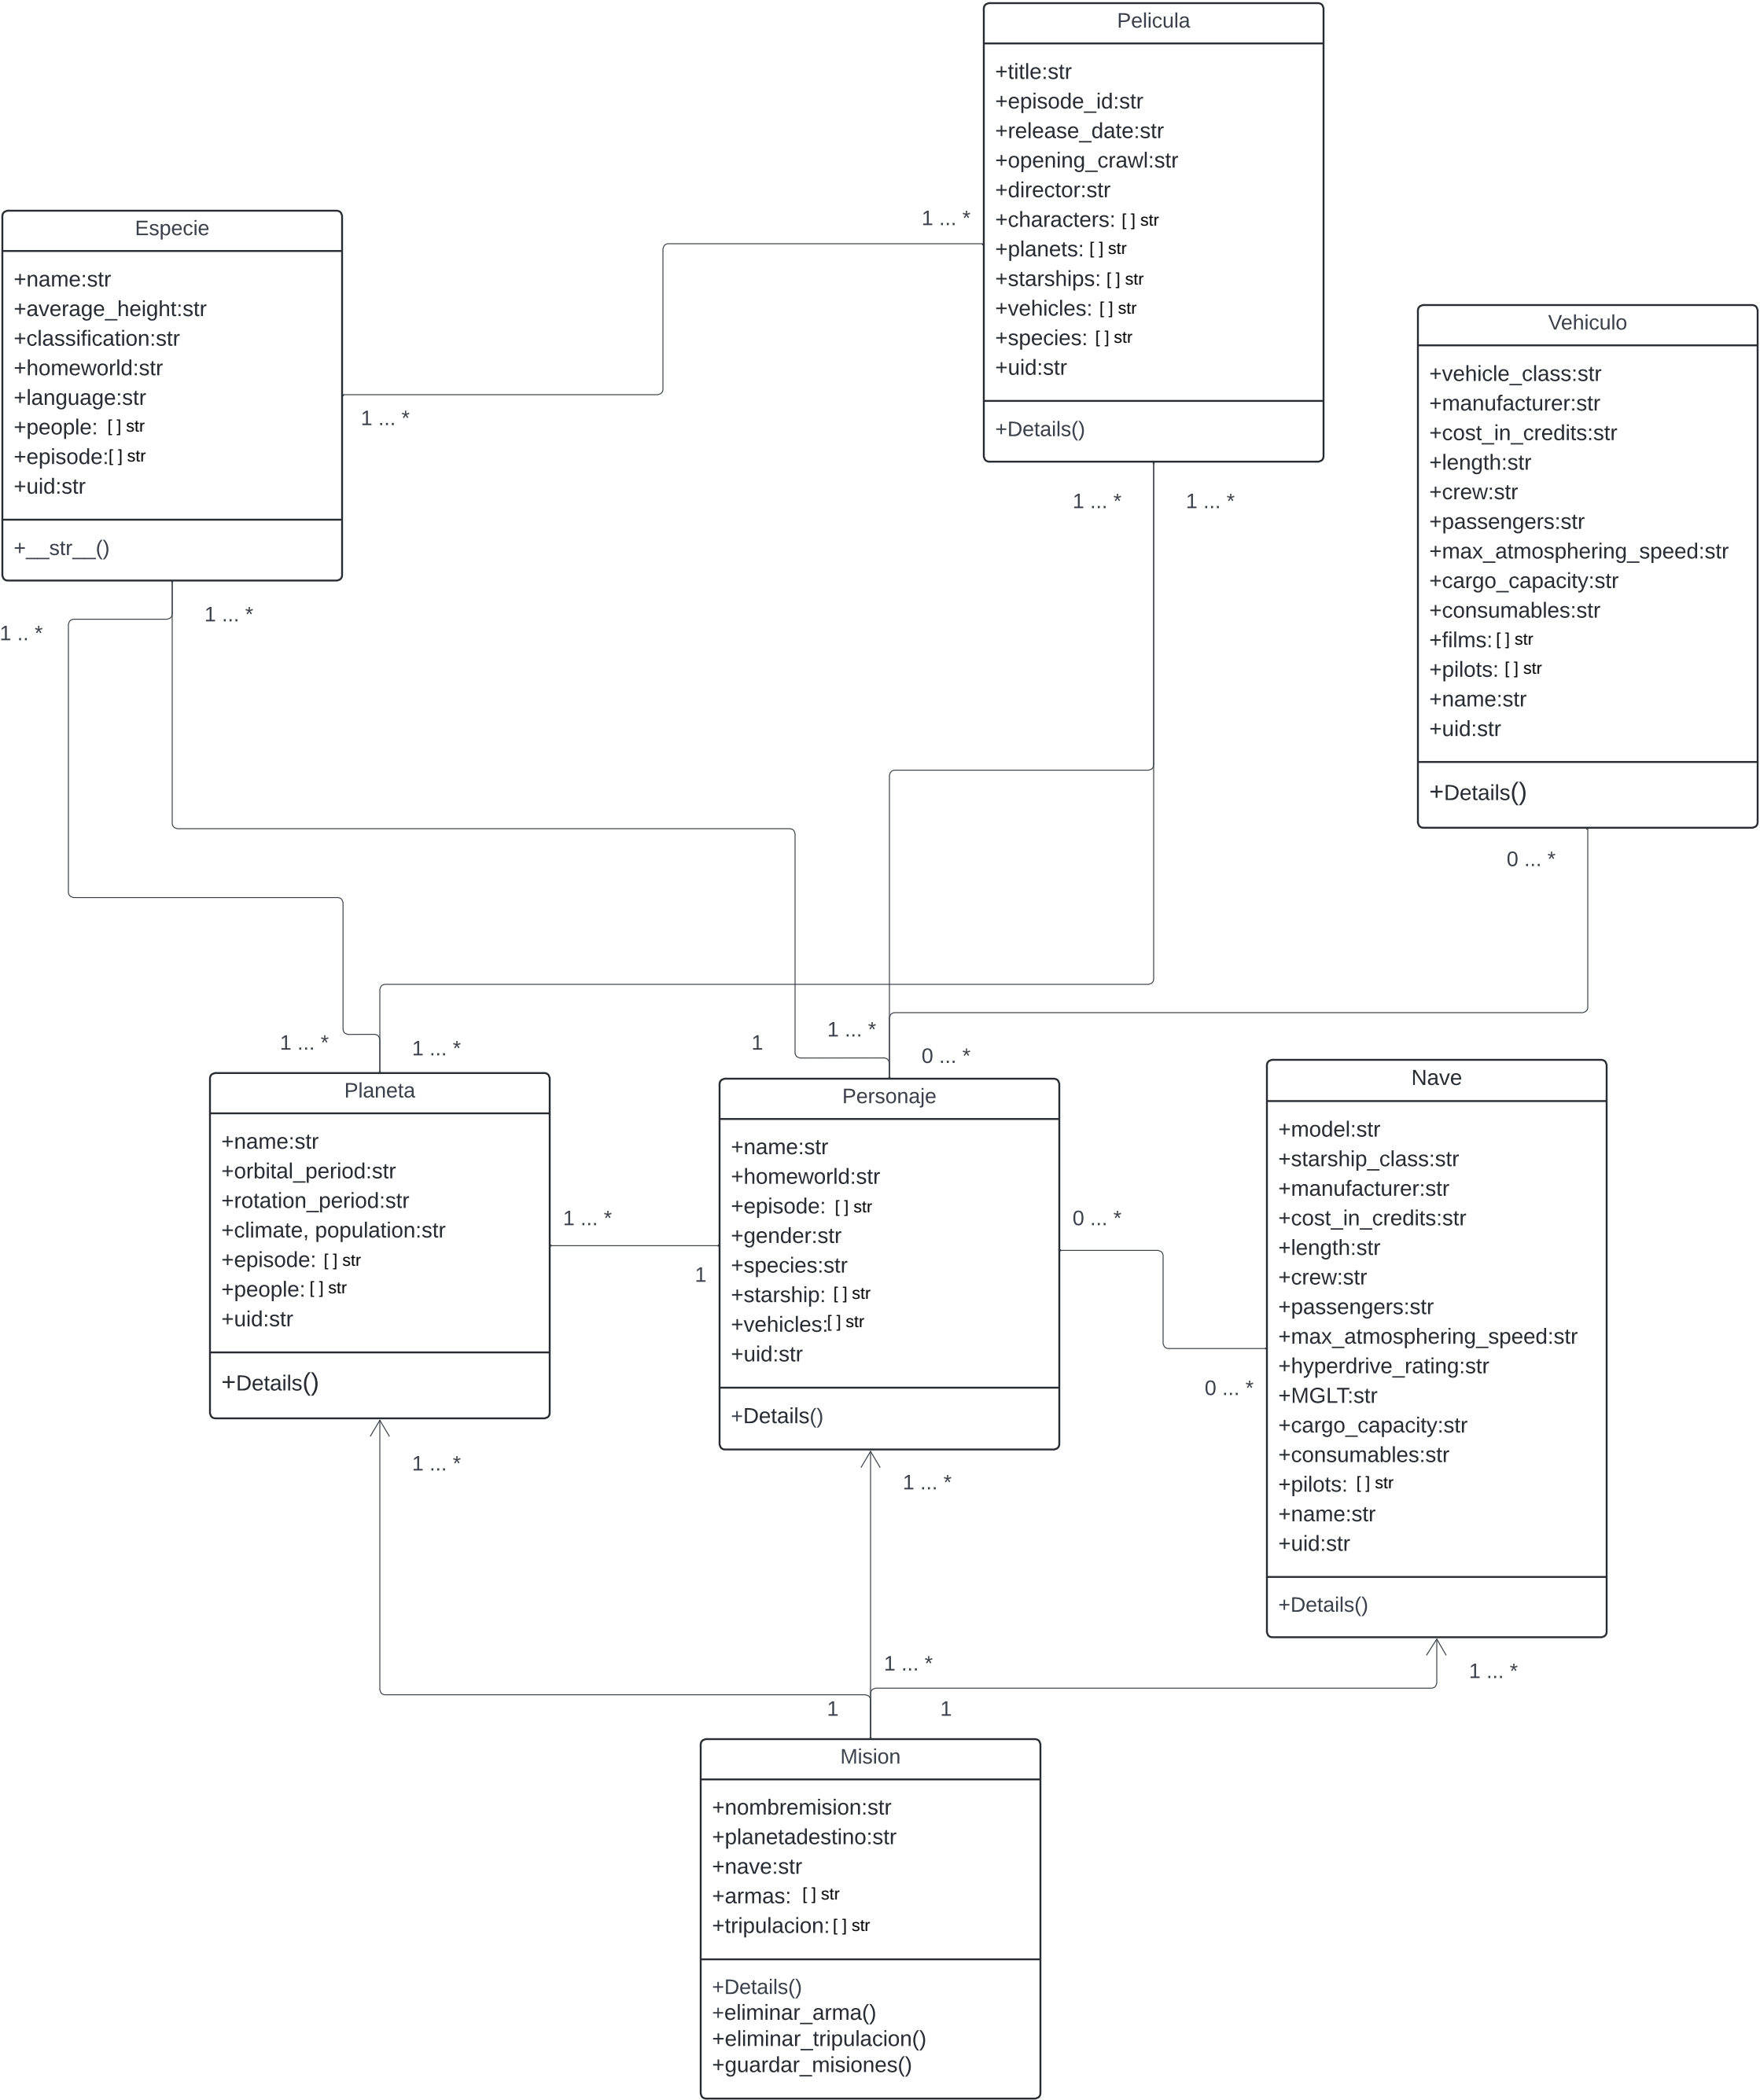 Pelicula
+title:str
+episode_id:str
+release_date:str
+opening_crawl:str
+director:str
+characters: [ ] str
+planets: [ ] str
+starships: [ ] str
+vehicles: [ ] str
+species: [ ] str
+uid:str
+Details()
1 ... *
1 ... *
1 ... *
Especie
+name:str
+average_height:str
+classification:str
+homeworld:str
+language:str
+people: [ ] str
+episode:[ ] str
+uid:str
+__str__()
1 ... *
1 .. *
1 ... *
Vehiculo
+vehicle_class:str
+manufacturer:str
+cost_in_credits:str
+length:str
+crew:str
+passengers:str
+max_atmosphering_speed:str
+cargo_capacity:str
+consumables:str
+films: [ ] str
+pilots: [ ] str
+name:str
+uid:str
+Details()
0 ... *
1 ... *
1 ... *
Planeta
+name:str
+orbital_period:str
+rotation_period:str
+climate, population:str
+episode: [ ] str
+people: [ ] str
+uid:str
+Details()
1 ... *
1 ... *
1
1
1 ... *
0 ... *
Personaje
+name:str
+homeworld:str
+episode: [ ] str
+gender:str
+species:str
+starship: [ ] str
+vehicles:[ ] str
+uid:str
+Details()
0 ... *
1 ... *
Nave
+model:str
+starship_class:str
+manufacturer:str
+cost_in_credits:str
+length:str
+crew:str
+passengers:str
+max_atmosphering_speed:str
+hyperdrive_rating:str
+MGLT:str
+cargo_capacity:str
+consumables:str
+pilots: [ ] str
+name:str
+uid:str
+Details()
0 ... *
1 ... *
1 ... *
1
1
Mision
+nombremision:str
+planetadestino:str
+nave:str
+armas: [ ] str
+tripulacion: [ ] str
+Details()
+eliminar_arma()
+eliminar_tripulacion()
+guardar_misiones()